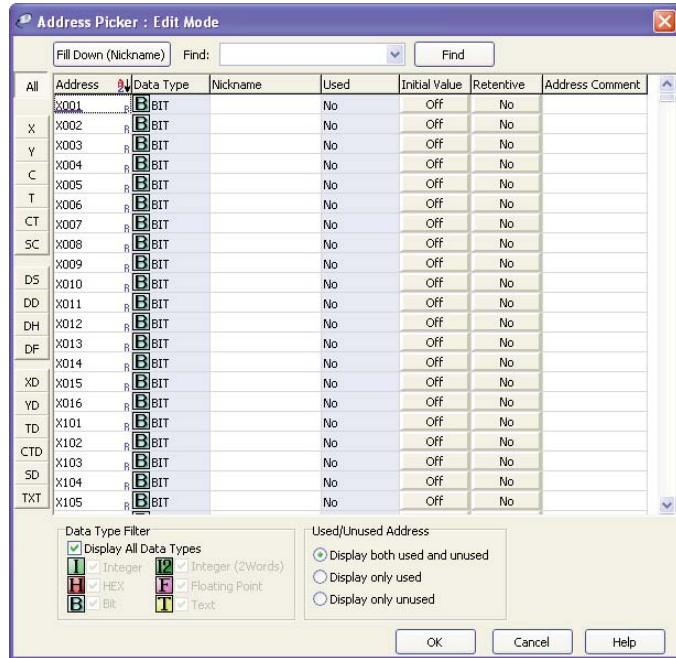 Address Picker : Edit Mode
Fill Down (Nickname) Find: Find
All
X
Y
C
T
CT
SC
DS
DD
DH
DF
XD
YD
TD
CTD
SD
TXT
Address Data Type Nickname Used Initial Value Retentive Address Comment
X001 R B BIT No Off No
X002 R B BIT No Off No
X003 R B BIT No Off No
X004 R B BIT No Off No
X005 R B BIT No Off No
X006 R B BIT No Off No
X007 R B BIT No Off No
X008 R B BIT No Off No
X009 R B BIT No Off No
X010 R B BIT No Off No
X011 R B BIT No Off No
X012 R B BIT No Off No
X013 R B BIT No Off No
X014 R B BIT No Off No
X015 R B BIT No Off No
X016 R B BIT No Off No
X101 R B BIT No Off No
X102 R B BIT No Off No
X103 R B BIT No Off No
X104 R B BIT No Off No
X105 R B BIT No Off No
Data Type Filter
Display All Data Types
I Integer I2 Integer (2Words)
H HEX F Floating Point
B Bit T Text
Used/Unused Address
Display both used and unused
Display only used
Display only unused
OK Cancel Help